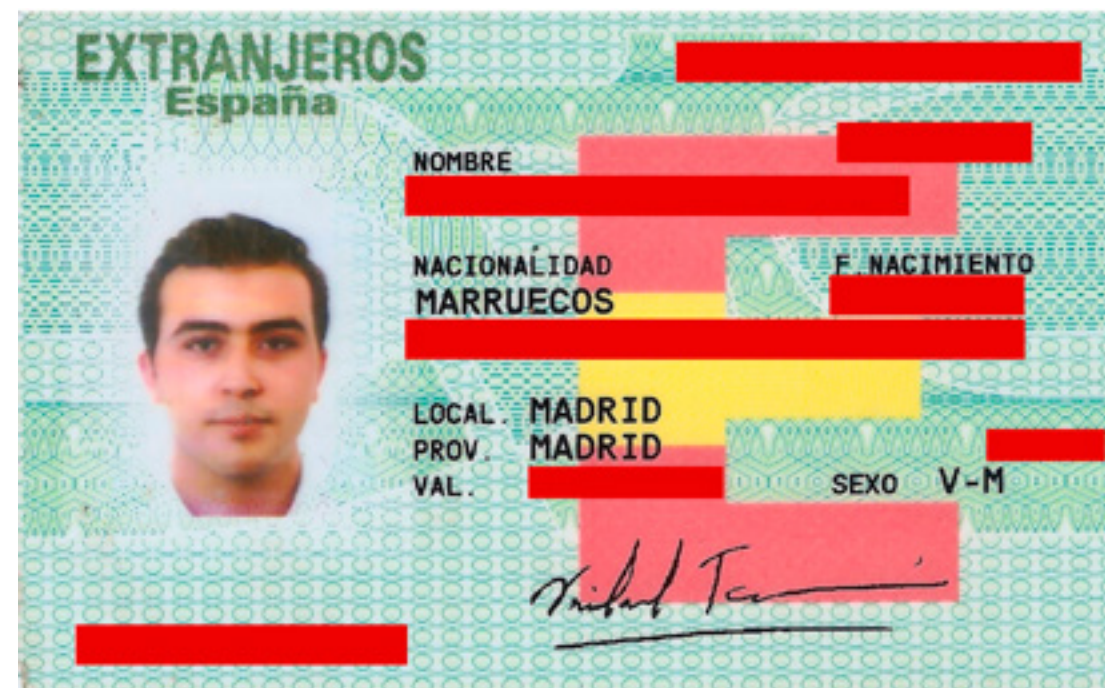 EXTRANJEROS
España
NOMBRE
NACIONALIDAD F.NACIMIENTO
MARRUECOS
LOCAL. MADRID
PROV. MADRID
VAL. SEXO V-M